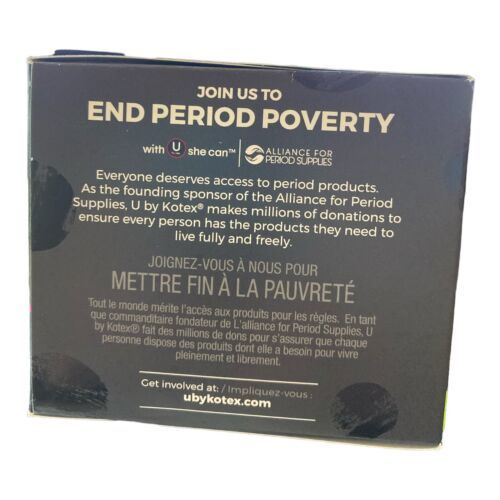 JOIN US TO
END PERIOD POVERTY
with U she can™ | ALLIANCE FOR
PERIOD SUPPLIES
Everyone deserves access to period products.
As the founding sponsor of the Alliance for Period
Supplies, U by Kotex® makes millions of donations to
ensure every person has the products they need to
live fully and freely.
JOIGNEZ-VOUS À NOUS POUR
METTRE FIN À LA PAUVRETÉ
Tout le monde mérite l'accès aux produits pour les règles. En tant
que commanditaire fondateur de L'alliance for Period Supplies, U
by Kotex® fait des millions de dons pour s'assurer que chaque
personne dispose des produits dont elle a besoin pour vivre
pleinement et librement.
Get involved at: / Impliquez-vous :
ubykotex.com